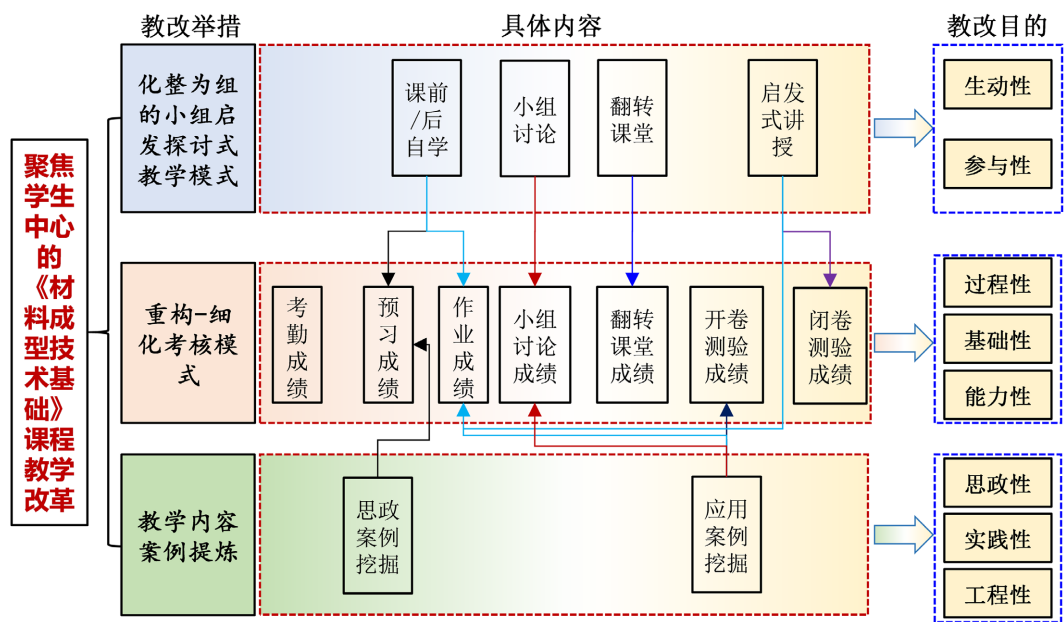 教改举措
具体内容
教改目的
聚焦
学生
中心
的
《材
料成
型技
术基
础》
课程
教学
改革
化整为组
的小组启
发探讨式
教学模式
课前
/后
自学
小组
讨论
翻转
课堂
启发
式讲
授
生动性
参与性
重构-细
化考核模
式
考
勤
成
绩
预
习
成
绩
作
业
成
绩
小组
讨论
成绩
翻转
课堂
成绩
开卷
测验
成绩
闭卷
测验
成绩
过程性
基础性
能力性
教学内容
案例提炼
思政
案例
挖掘
应用
案例
挖掘
思政性
实践性
工程性